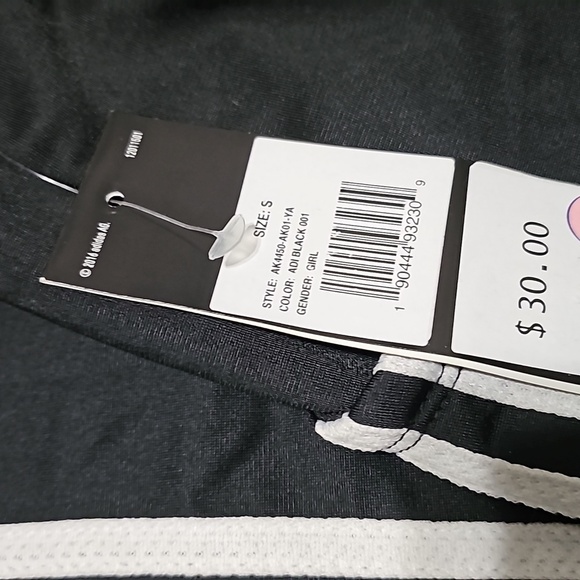 12011601
© 2014 adidas AG.
SIZE: S
STYLE: AK4450-AK01-YA
COLOR: ADI BLACK 001
GENDER: GIRL
1 90444 93230 9
$30.00